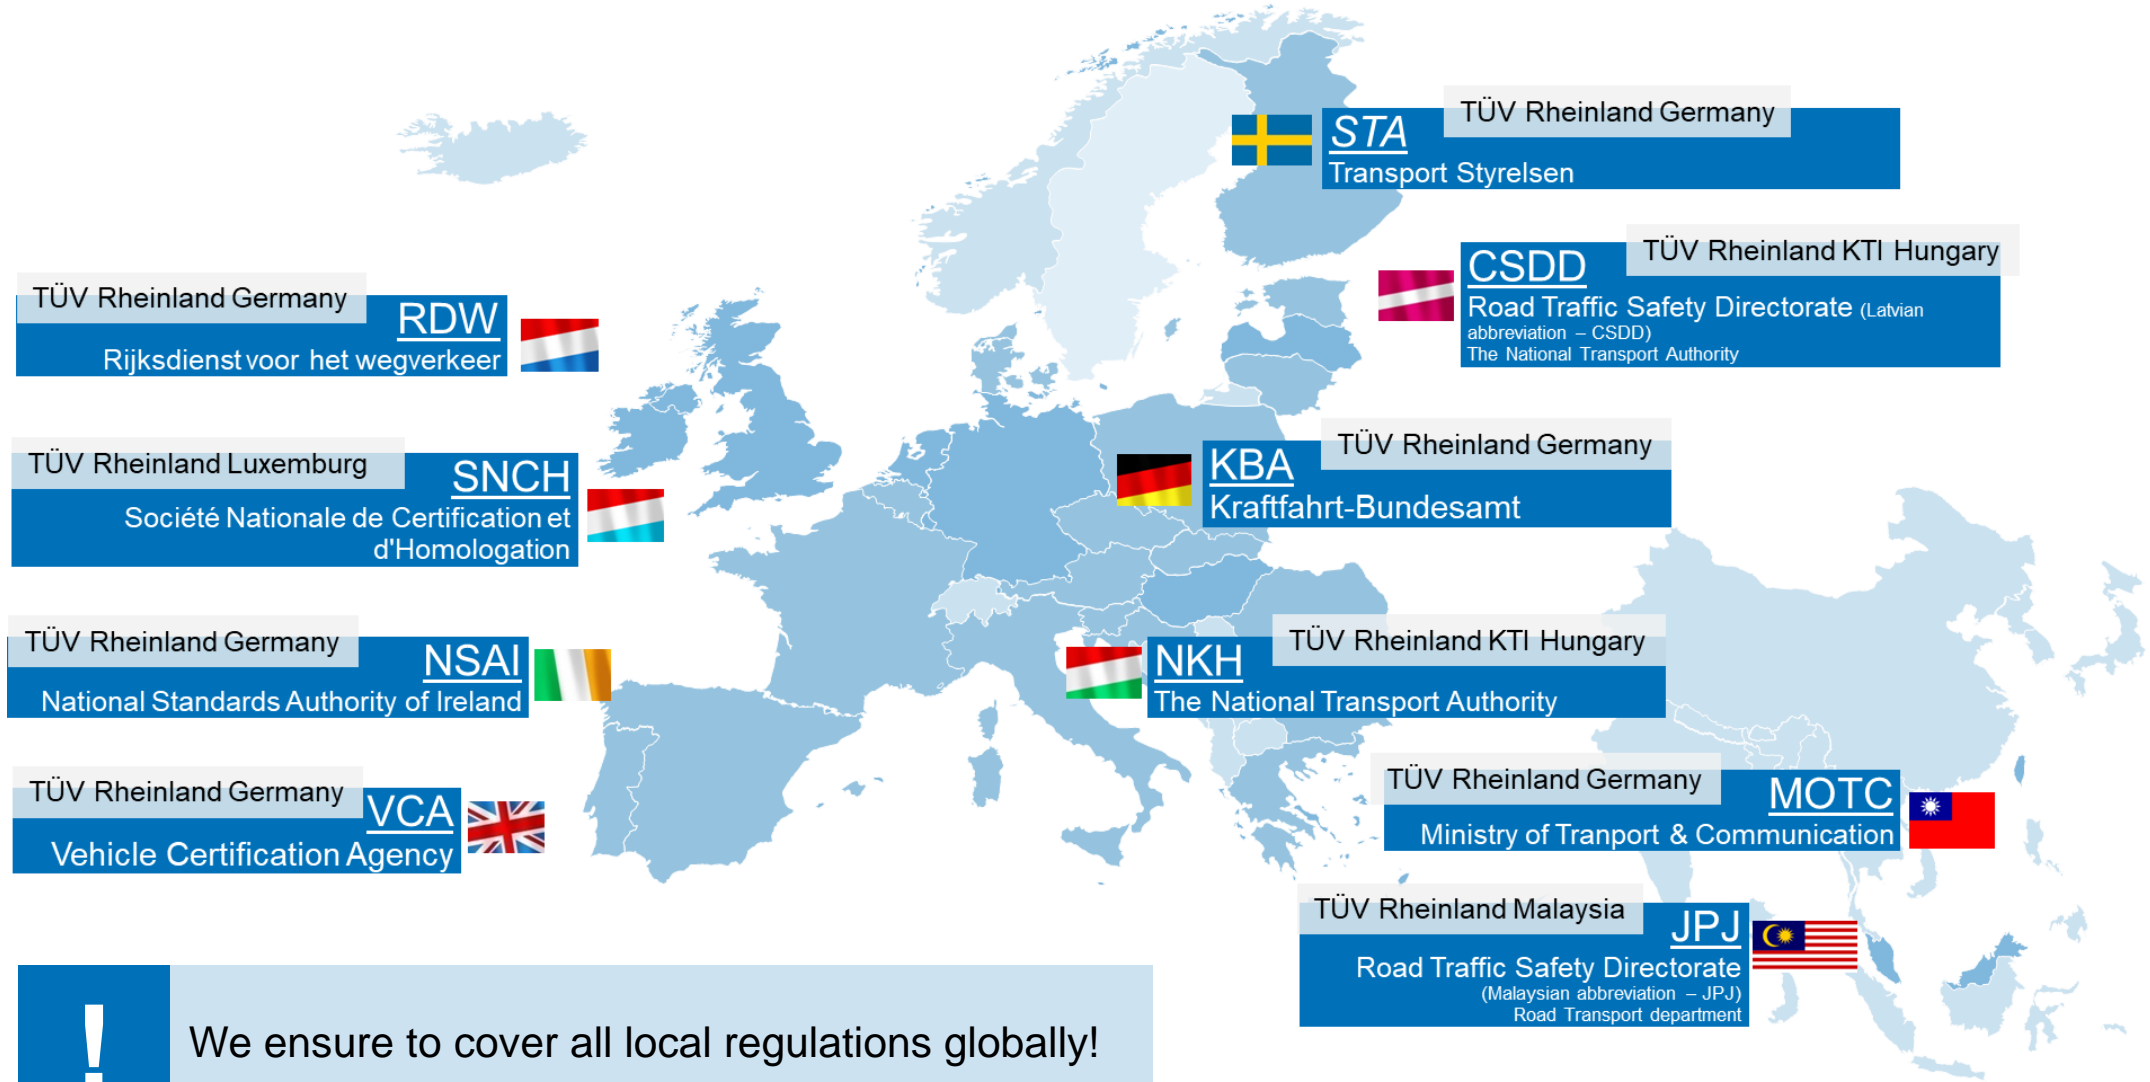 TÜV Rheinland Germany
STA
Transport Styrelsen
TÜV Rheinland KTI Hungary
CSDD
Road Traffic Safety Directorate (Latvian
abbreviation – CSDD)
The National Transport Authority
TÜV Rheinland Germany
RDW
Rijksdienst voor het wegverkeer
TÜV Rheinland Germany
KBA
Kraftfahrt-Bundesamt
TÜV Rheinland Luxemburg
SNCH
Société Nationale de Certification et
d'Homologation
TÜV Rheinland KTI Hungary
NKH
The National Transport Authority
TÜV Rheinland Germany
NSAI
National Standards Authority of Ireland
TÜV Rheinland Germany
MOTC
Ministry of Tranport & Communication
TÜV Rheinland Germany
VCA
Vehicle Certification Agency
TÜV Rheinland Malaysia
JPJ
Road Traffic Safety Directorate
(Malaysian abbreviation – JPJ)
Road Transport department
!
We ensure to cover all local regulations globally!